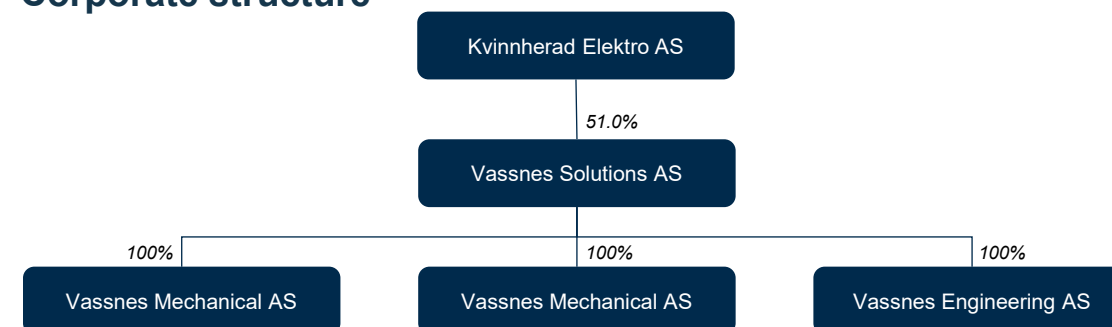 Corporate structure
Kvinnherad Elektro AS
51.0%
Vassnes Solutions AS
100%
100%
100%
Vassnes Mechanical AS
Vassnes Mechanical AS
Vassnes Engineering AS